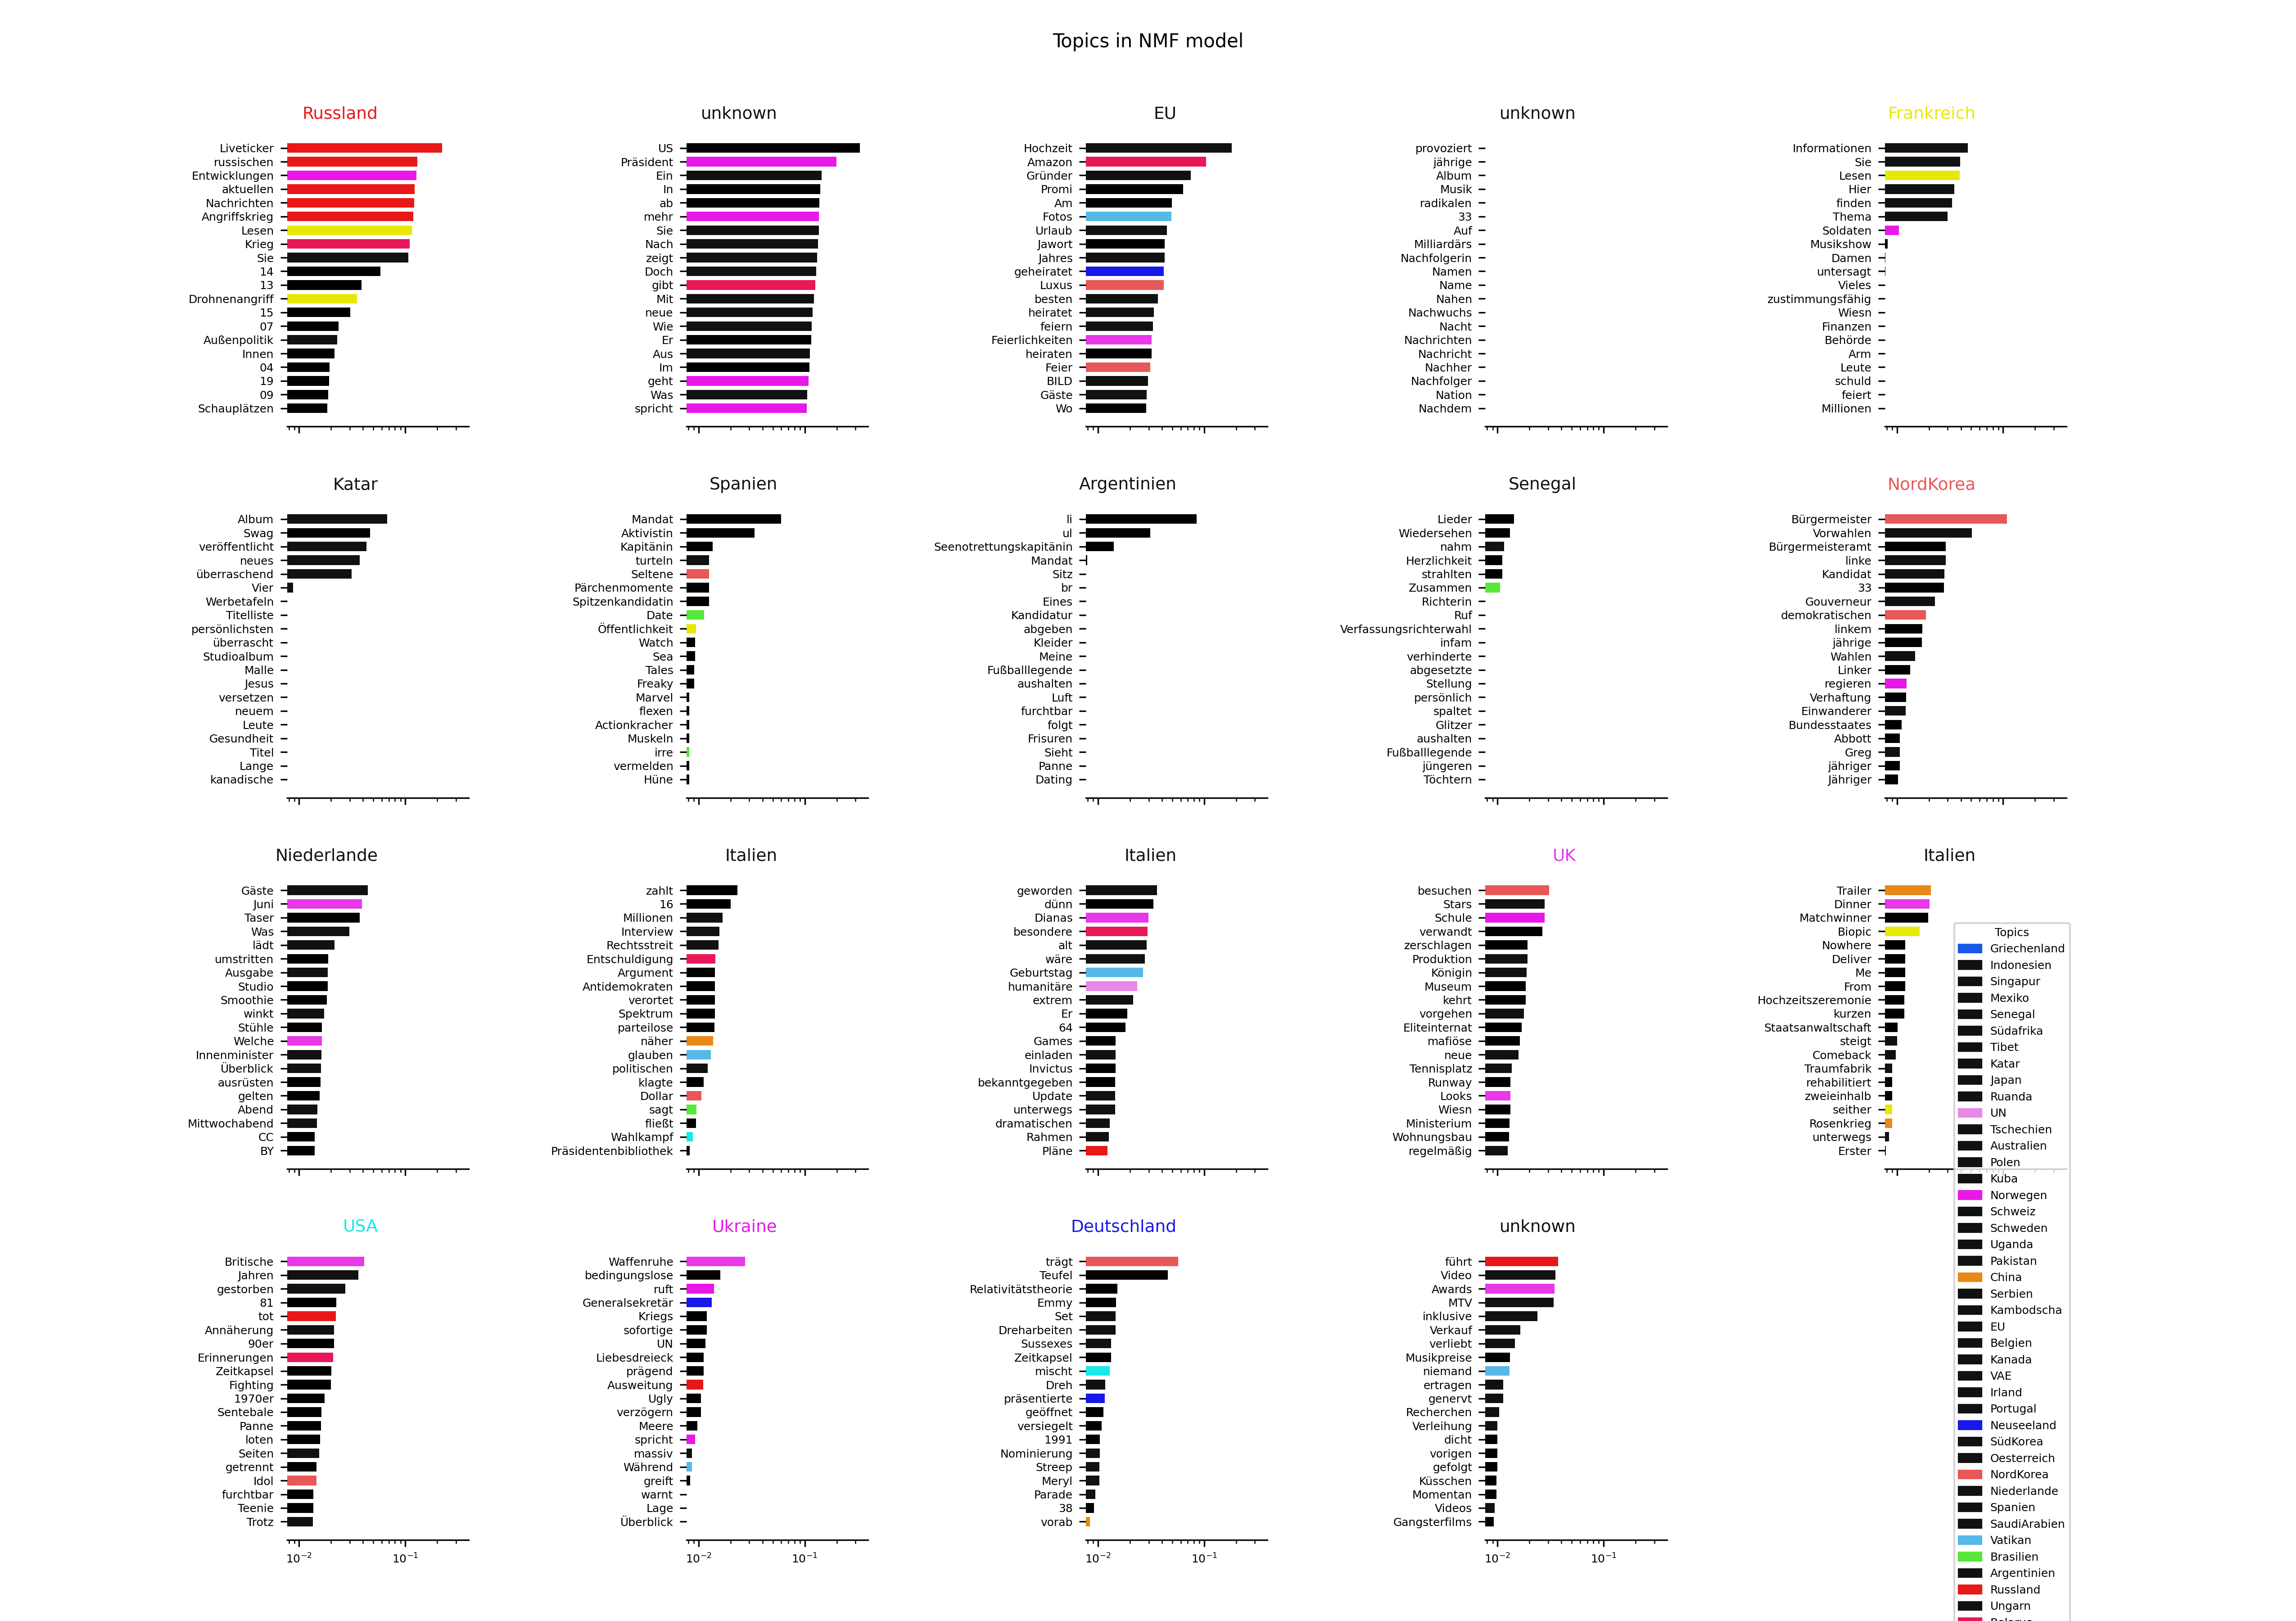 Topics in NMF model
Russland
Liveticker
russischen
Entwicklungen
aktuellen
Nachrichten
Angriffskrieg
Lesen
Krieg
Sie
14
13
Drohnenangriff
15
07
Außenpolitik
Innen
04
19
09
Schauplätzen
unknown
US
Präsident
Ein
In
ab
mehr
Sie
Nach
zeigt
Doch
gibt
Mit
neue
Wie
Er
Aus
Im
geht
Was
spricht
EU
Hochzeit
Amazon
Gründer
Promi
Am
Fotos
Urlaub
Jawort
Jahres
geheiratet
Luxus
besten
heiratet
feiern
Feierlichkeiten
heiraten
Feier
BILD
Gäste
Wo
unknown
provoziert
jährige
Album
Musik
radikalen
33
Auf
Milliardärs
Nachfolgerin
Namen
Name
Nahen
Nachwuchs
Nacht
Nachrichten
Nachricht
Nachher
Nachfolger
Nation
Nachdem
Frankreich
Informationen
Sie
Lesen
Hier
finden
Thema
Soldaten
Musikshow
Damen
untersagt
Vieles
zustimmungsfähig
Wiesn
Finanzen
Behörde
Arm
Leute
schuld
feiert
Millionen
Katar
Album
Swag
veröffentlicht
neues
überraschend
Vier
Werbetafeln
Titelliste
persönlichsten
überrascht
Studioalbum
Malle
Jesus
versetzen
neuem
Leute
Gesundheit
Titel
Lange
kanadische
Spanien
Mandat
Aktivistin
Kapitänin
turteln
Seltene
Pärchenmomente
Spitzenkandidatin
Date
Öffentlichkeit
Watch
Sea
Tales
Freaky
Marvel
flexen
Actionkracher
Muskeln
irre
vermelden
Hüne
Argentinien
li
ul
Seenotrettungskapitänin
Mandat
Sitz
br
Eines
Kandidatur
abgeben
Kleider
Meine
Fußballlegende
aushalten
Luft
furchtbar
folgt
Frisuren
Sieht
Panne
Dating
Senegal
Lieder
Wiedersehen
nahm
Herzlichkeit
strahlten
Zusammen
Richterin
Ruf
Verfassungsrichterwahl
infam
verhinderte
abgesetzte
Stellung
persönlich
spaltet
Glitzer
aushalten
Fußballlegende
jüngeren
Töchtern
NordKorea
Bürgermeister
Vorwahlen
Bürgermeisteramt
linke
Kandidat
33
Gouverneur
demokratischen
linkem
jährige
Wahlen
Linker
regieren
Verhaftung
Einwanderer
Bundesstaates
Abbott
Greg
jähriger
Jähriger
Niederlande
Gäste
Juni
Taser
Was
lädt
umstritten
Ausgabe
Studio
Smoothie
winkt
Stühle
Welche
Innenminister
Überblick
ausrüsten
gelten
Abend
Mittwochabend
CC
BY
Italien
zahlt
16
Millionen
Interview
Rechtsstreit
Entschuldigung
Argument
Antidemokraten
verortet
Spektrum
parteilose
näher
glauben
politischen
klagte
Dollar
sagt
fließt
Wahlkampf
Präsidentenbibliothek
Italien
geworden
dünn
Dianas
besondere
alt
wäre
Geburtstag
humanitäre
extrem
Er
64
Games
einladen
Invictus
bekanntgegeben
Update
unterwegs
dramatischen
Rahmen
Pläne
UK
besuchen
Stars
Schule
verwandt
zerschlagen
Produktion
Königin
Museum
kehrt
vorgehen
Eliteinternat
mafiöse
neue
Tennisplatz
Runway
Looks
Wiesn
Ministerium
Wohnungsbau
regelmäßig
Italien
Trailer
Dinner
Matchwinner
Biopic
Nowhere
Deliver
Me
From
Hochzeitszeremonie
kurzen
Staatsanwaltschaft
steigt
Comeback
Traumfabrik
rehabilitiert
zweieinhalb
seither
Rosenkrieg
unterwegs
Erster
USA
Britische
Jahren
gestorben
81
tot
Annäherung
90er
Erinnerungen
Zeitkapsel
Fighting
1970er
Sentebale
Panne
loten
Seiten
getrennt
Idol
furchtbar
Teenie
Trotz
10⁻² 10⁻¹
Ukraine
Waffenruhe
bedingungslose
ruft
Generalsekretär
Kriegs
sofortige
UN
Liebesdreieck
prägend
Ausweitung
Ugly
verzögern
Meere
spricht
massiv
Während
greift
warnt
Lage
Überblick
10⁻² 10⁻¹
Deutschland
trägt
Teufel
Relativitätstheorie
Emmy
Set
Dreharbeiten
Sussexes
Zeitkapsel
mischt
Dreh
präsentierte
geöffnet
versiegelt
1991
Nominierung
Streep
Meryl
Parade
38
vorab
10⁻² 10⁻¹
unknown
führt
Video
Awards
MTV
inklusive
Verkauf
verliebt
Musikpreise
niemand
ertragen
genervt
Recherchen
Verleihung
dicht
vorigen
gefolgt
Küsschen
Momentan
Videos
Gangsterfilms
10⁻² 10⁻¹
Topics
Griechenland
Indonesien
Singapur
Mexiko
Senegal
Südafrika
Tibet
Katar
Japan
Ruanda
UN
Tschechien
Australien
Polen
Kuba
Norwegen
Schweiz
Schweden
Uganda
Pakistan
China
Serbien
Kambodscha
EU
Belgien
Kanada
VAE
Irland
Portugal
Neuseeland
SüdKorea
Oesterreich
NordKorea
Niederlande
Spanien
SaudiArabien
Vatikan
Brasilien
Argentinien
Russland
Ungarn